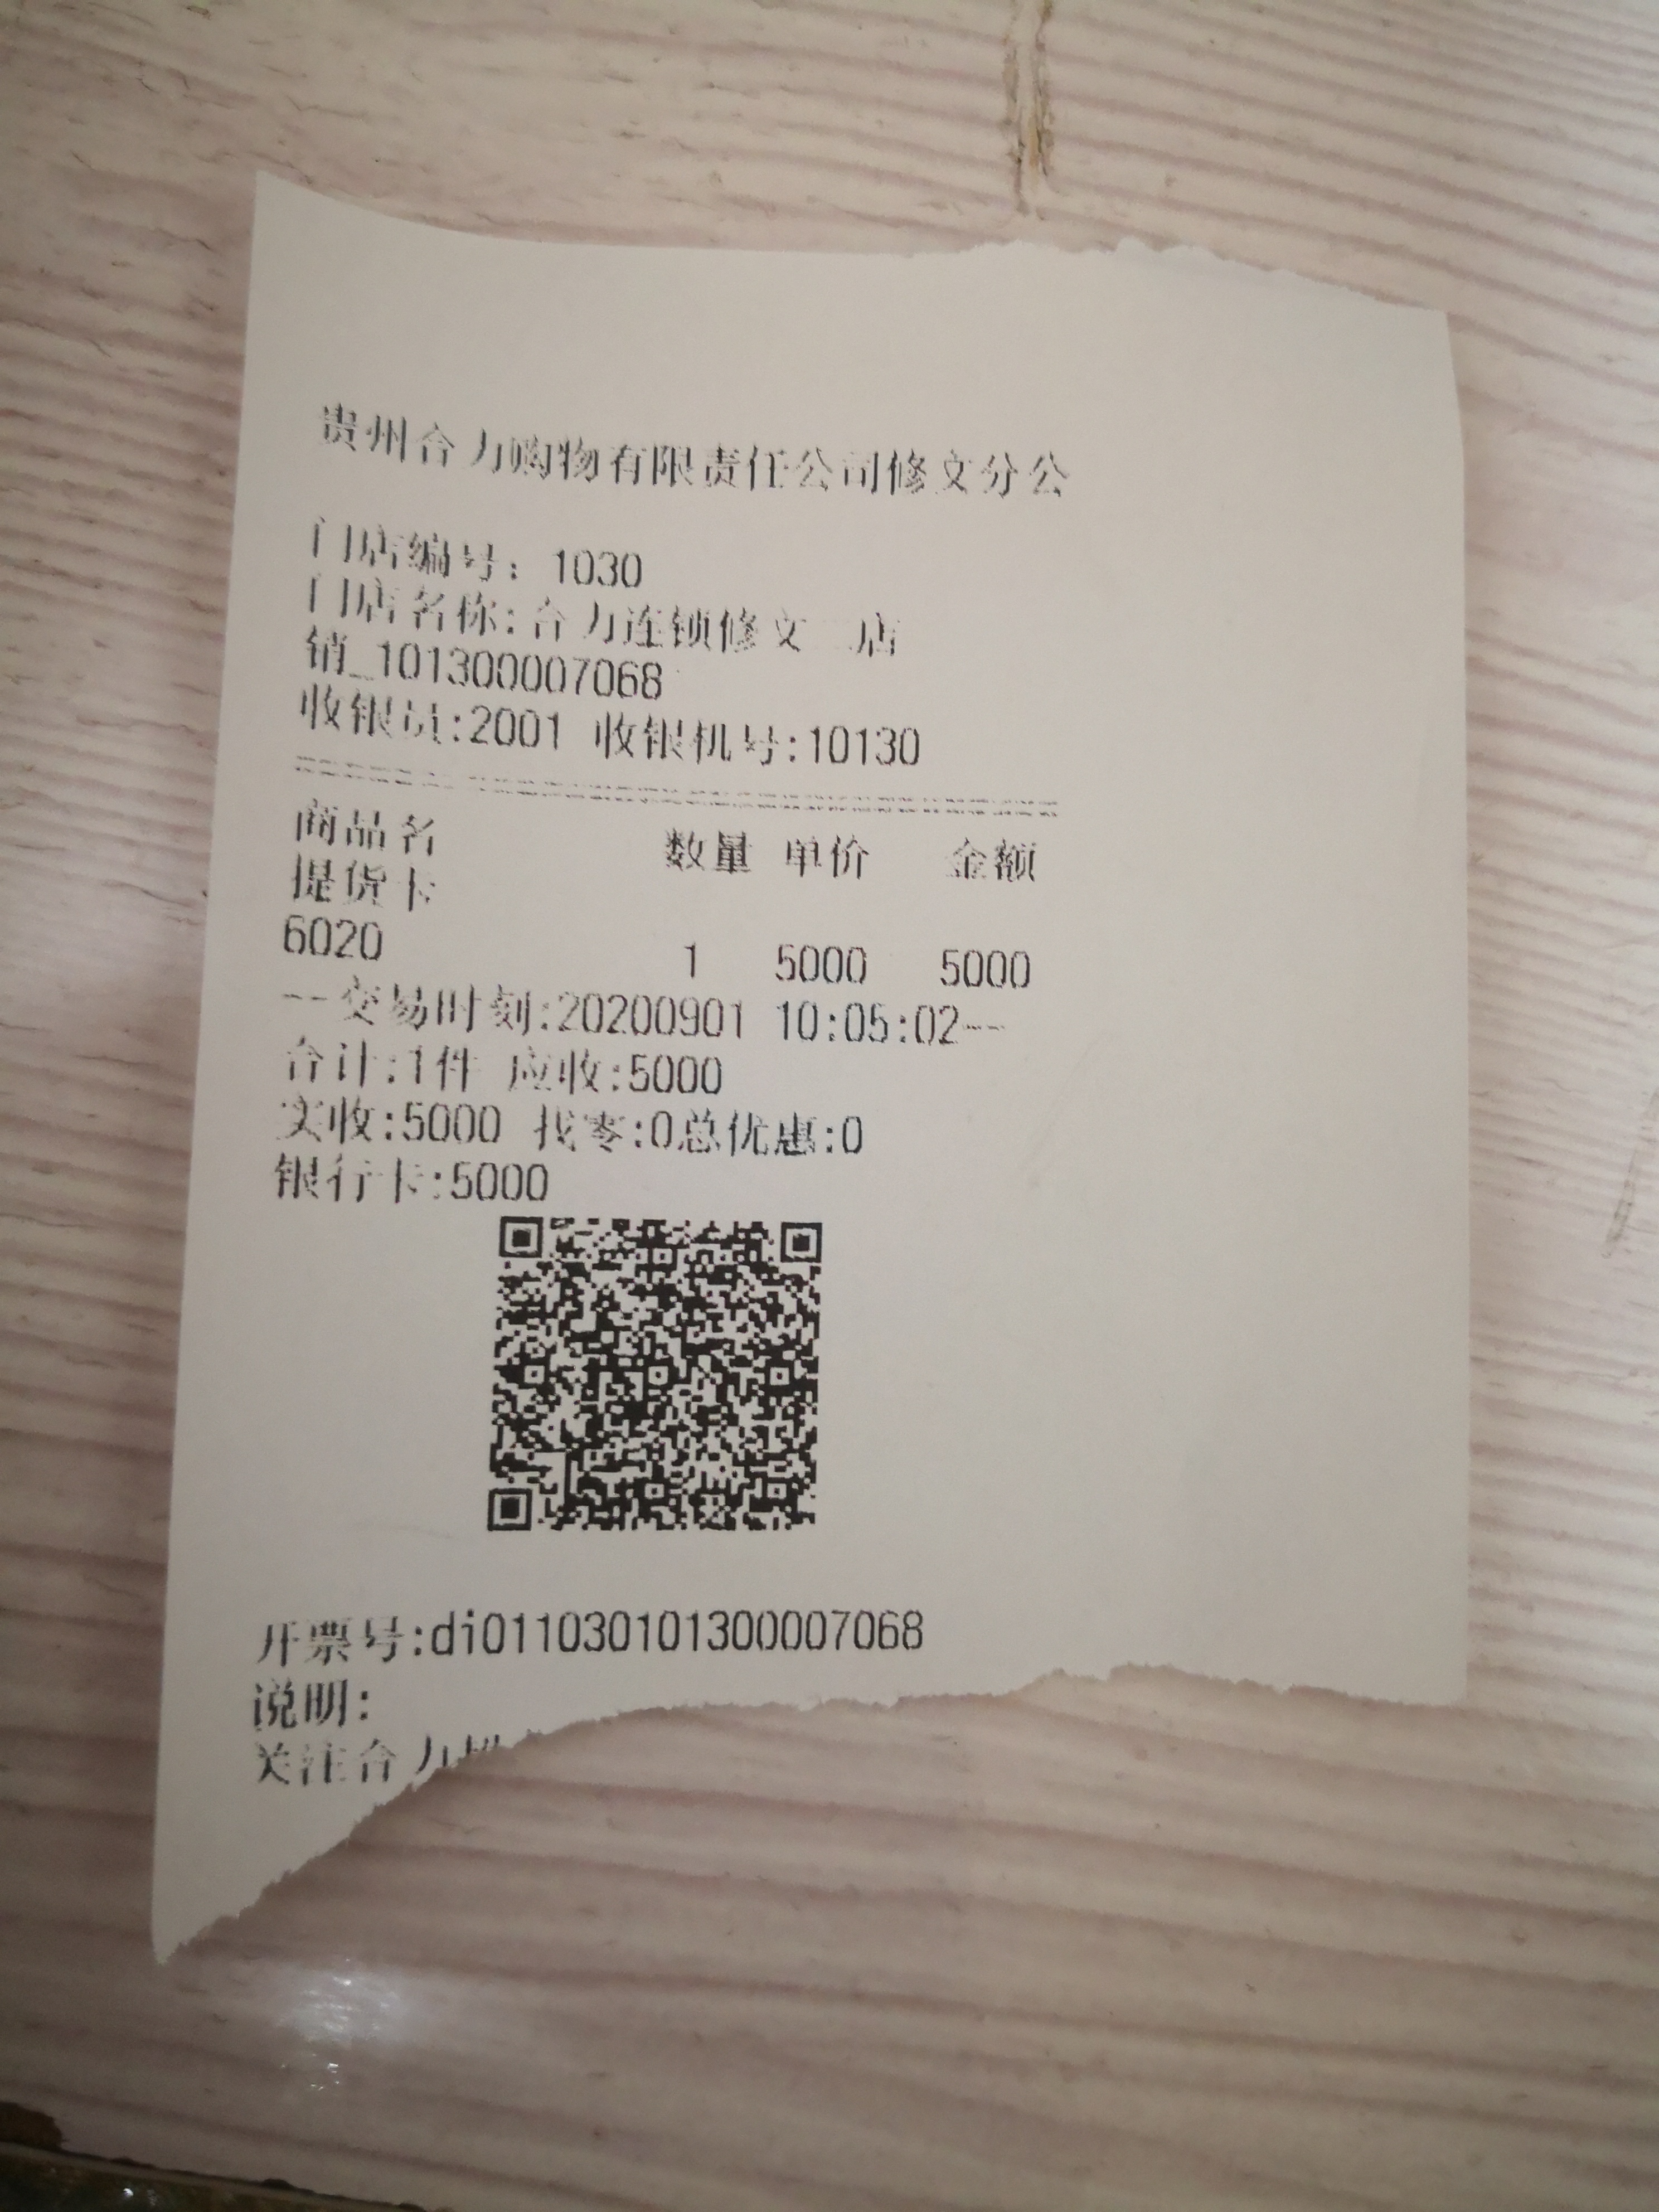 贵州合力购物有限责任公司修文分公
门店编号：1030
门店名称:合力连锁修文二店
销_101300007068
收银员:2001 收银机号:10130
商品名 数量 单价 金额
提货卡
6020 1 5000 5000
--交易时刻:20200901 10:05:02--
合计:1件 应收:5000
实收:5000 找零:0总优惠:0
银行卡:5000
开票号:di011030101300007068
说明:
关注合力